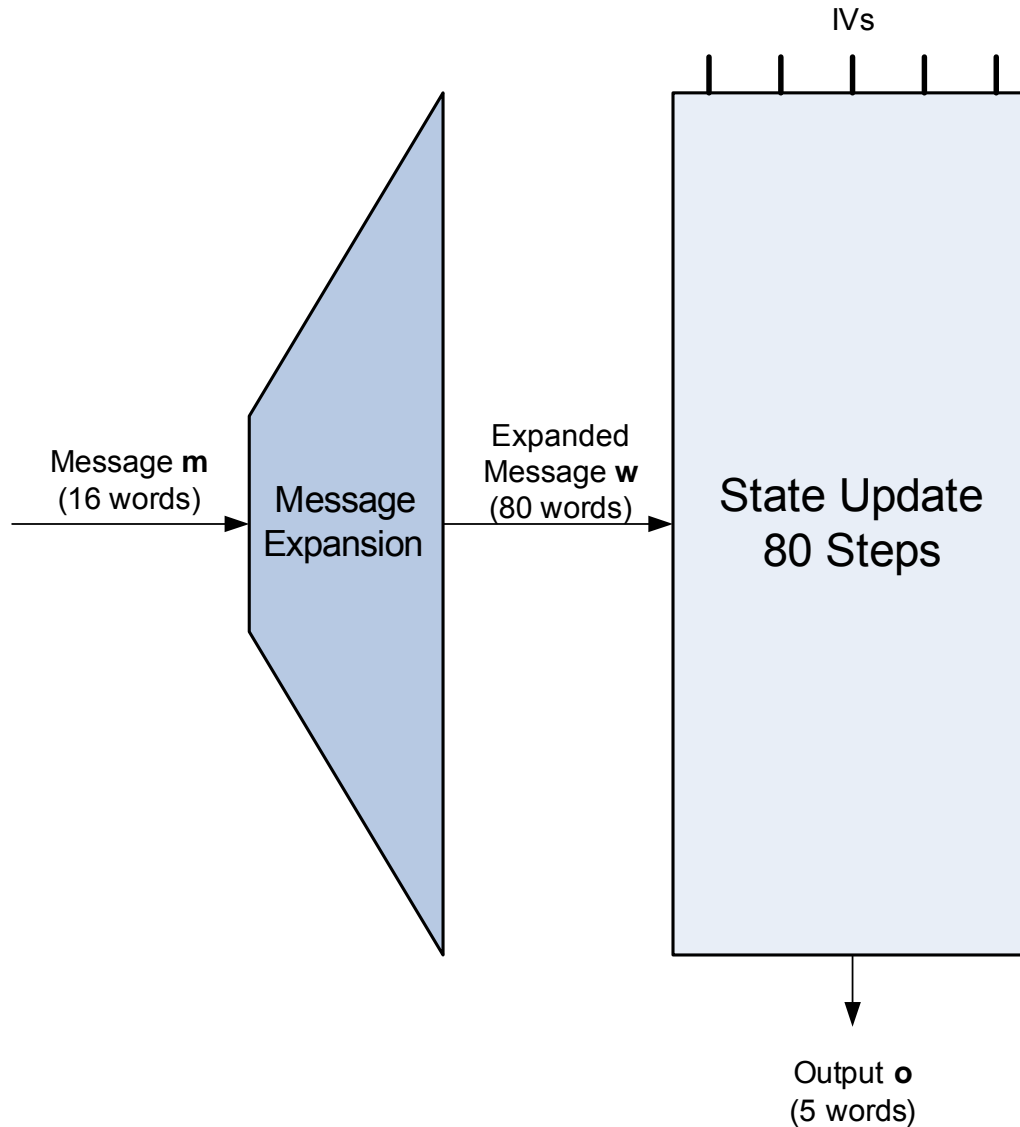 IVs
Message m
(16 words)
Message
Expansion
Expanded
Message w
(80 words)
State Update
80 Steps
Output o
(5 words)